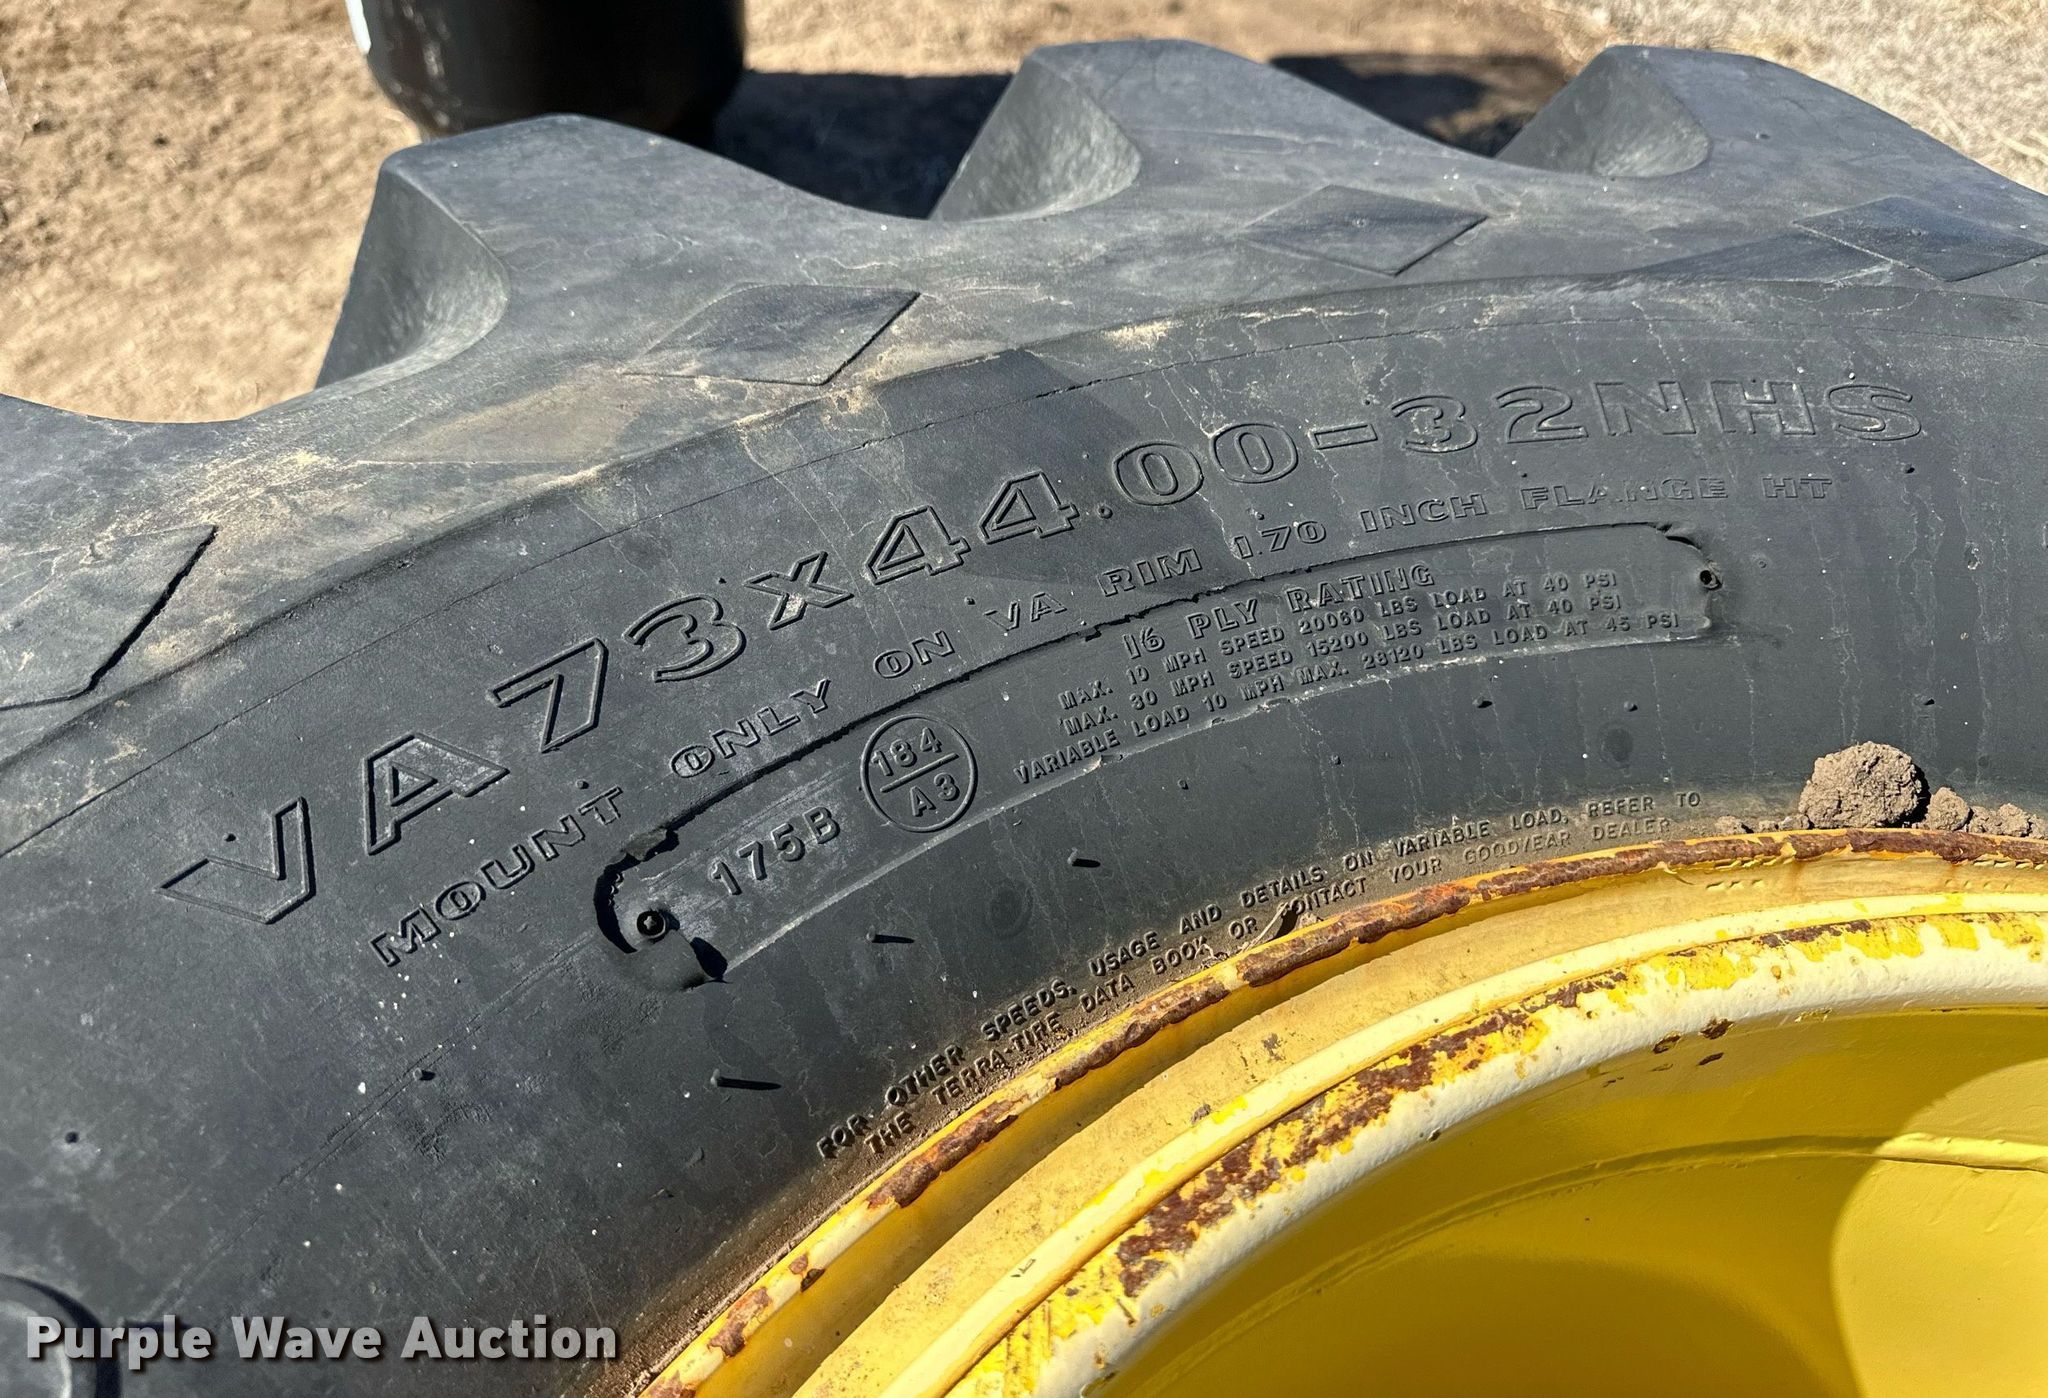 VA73x44.00-32NHS
MOUNT ONLY ON VA RIM 1.70 INCH FLANGE HT
16 PLY RATING
MAX. 10 MPH SPEED 20060 LBS LOAD AT 40 PSI
MAX. 30 MPH SPEED 15200 LBS LOAD AT 40 PSI
VARIABLE LOAD 10 MPH MAX. 28120 LBS LOAD AT 45 PSI
175B
184
A3
FOR OTHER SPEEDS, USAGE AND DETAILS ON VARIABLE LOAD, REFER TO
THE TERRA-TIRE DATA BOOK OR CONTACT YOUR GOODYEAR DEALER
Purple Wave Auction